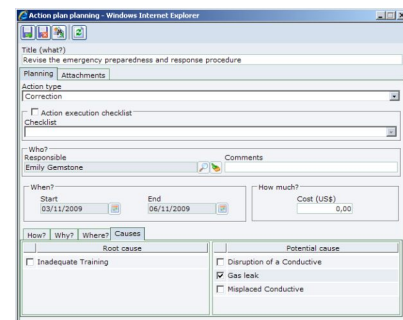 Action plan planning - Windows Internet Explorer
Title (what?)
Revise the emergency preparedness and response procedure
Planning Attachments
Action type
Correction
Action execution checklist
Checklist
Who?
Responsible Comments
Emily Gemstone
When? How much?
Start End Cost (US$)
03/11/2009 06/11/2009 0,00
How? Why? Where? Causes
Root cause Potential cause
Inadequate Training Disruption of a Conductive
Gas leak
Misplaced Conductive